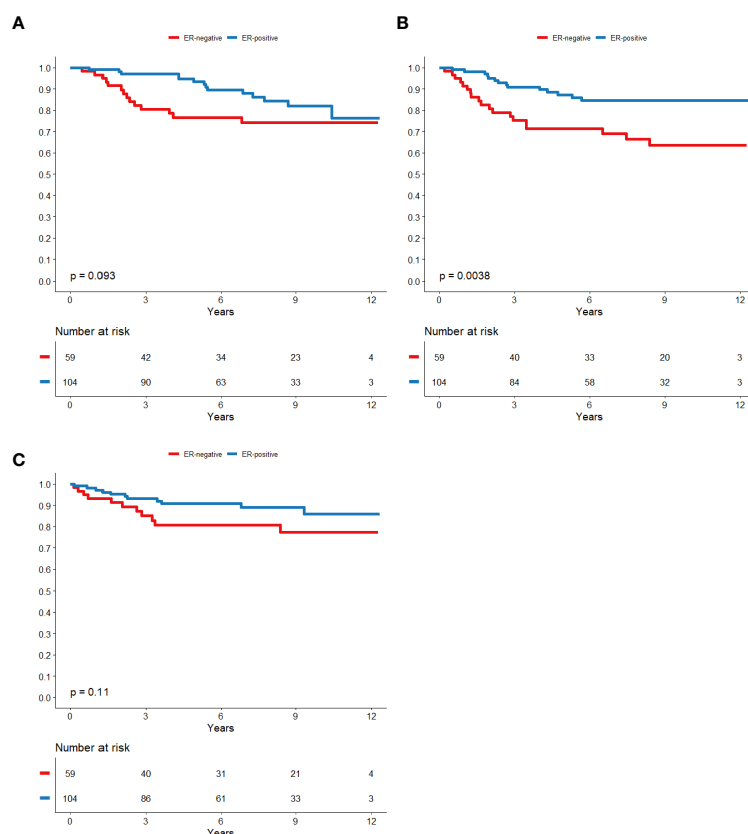 A
ER-negative ER-positive
1.0
0.9
0.8
0.7
0.6
0.5
0.4
0.3
0.2
0.1
0.0
p = 0.093
0 3 6 9 12
Years
Number at risk
59 42 34 23 4
104 90 63 33 3
0 3 6 9 12
Years
B
ER-negative ER-positive
1.0
0.9
0.8
0.7
0.6
0.5
0.4
0.3
0.2
0.1
0.0
p = 0.0038
0 3 6 9 12
Years
Number at risk
59 40 33 20 3
104 84 58 32 3
0 3 6 9 12
Years
C
ER-negative ER-positive
1.0
0.9
0.8
0.7
0.6
0.5
0.4
0.3
0.2
0.1
0.0
p = 0.11
0 3 6 9 12
Years
Number at risk
59 40 31 21 4
104 86 61 33 3
0 3 6 9 12
Years